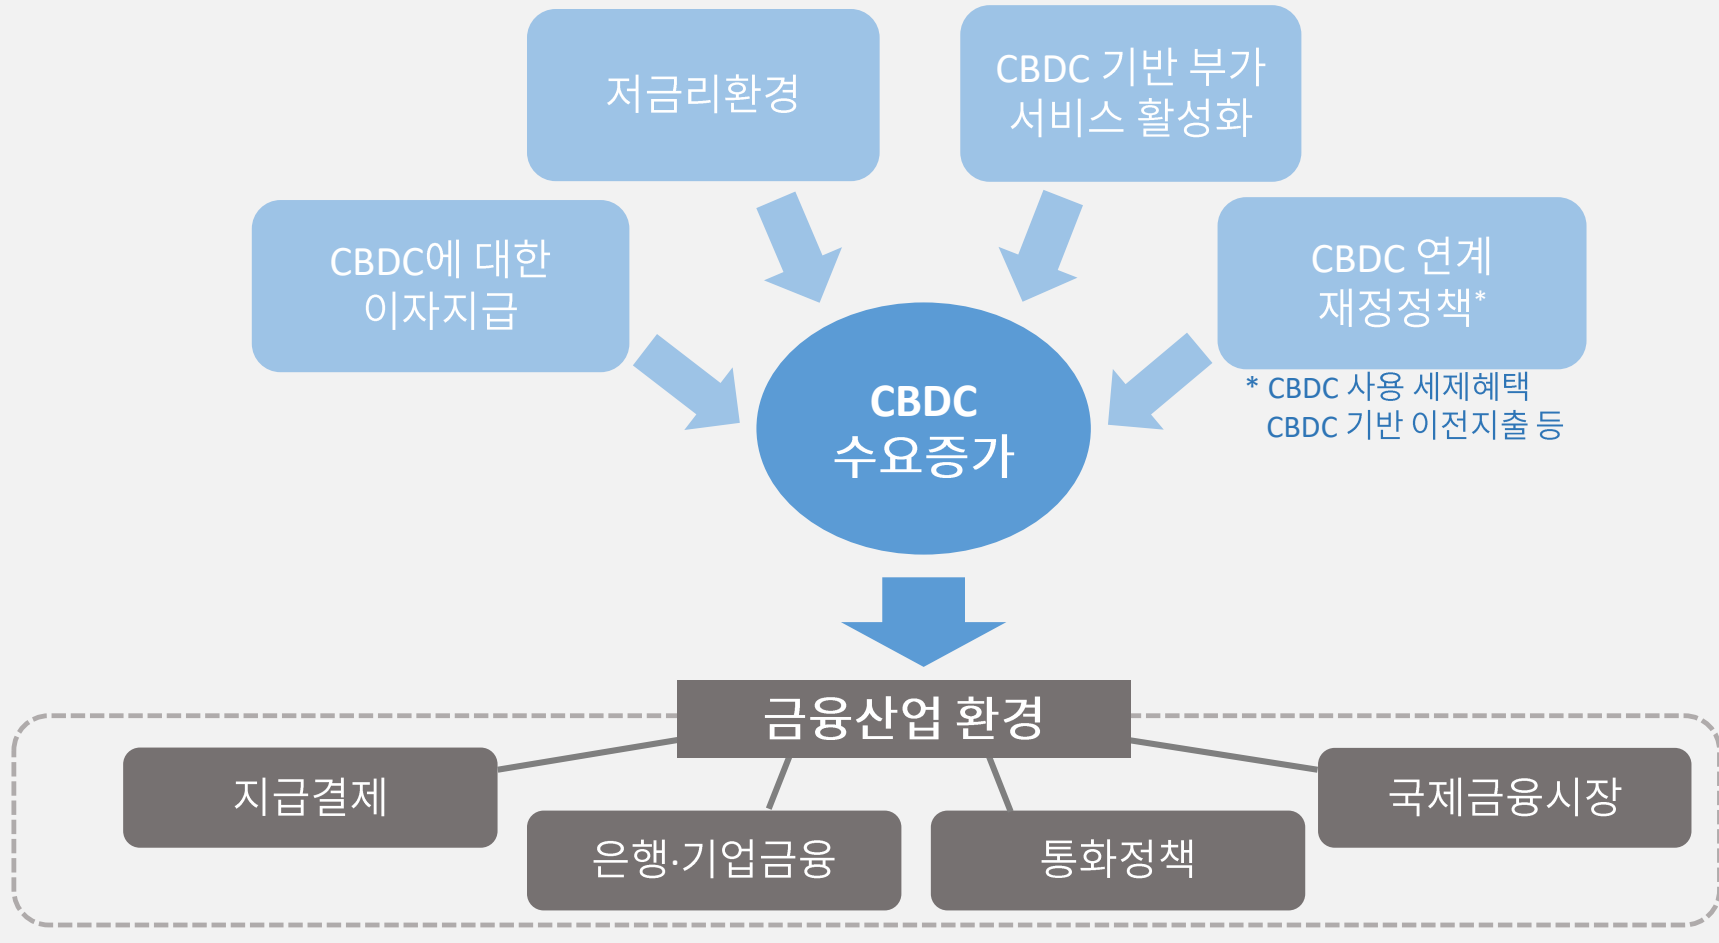 저금리환경
CBDC 기반 부가
서비스 활성화
CBDC에 대한
이자지급
CBDC 연계
재정정책*
* CBDC 사용 세제혜택
CBDC 기반 이전지출 등
CBDC
수요증가
금융산업 환경
지급결제
은행·기업금융
통화정책
국제금융시장